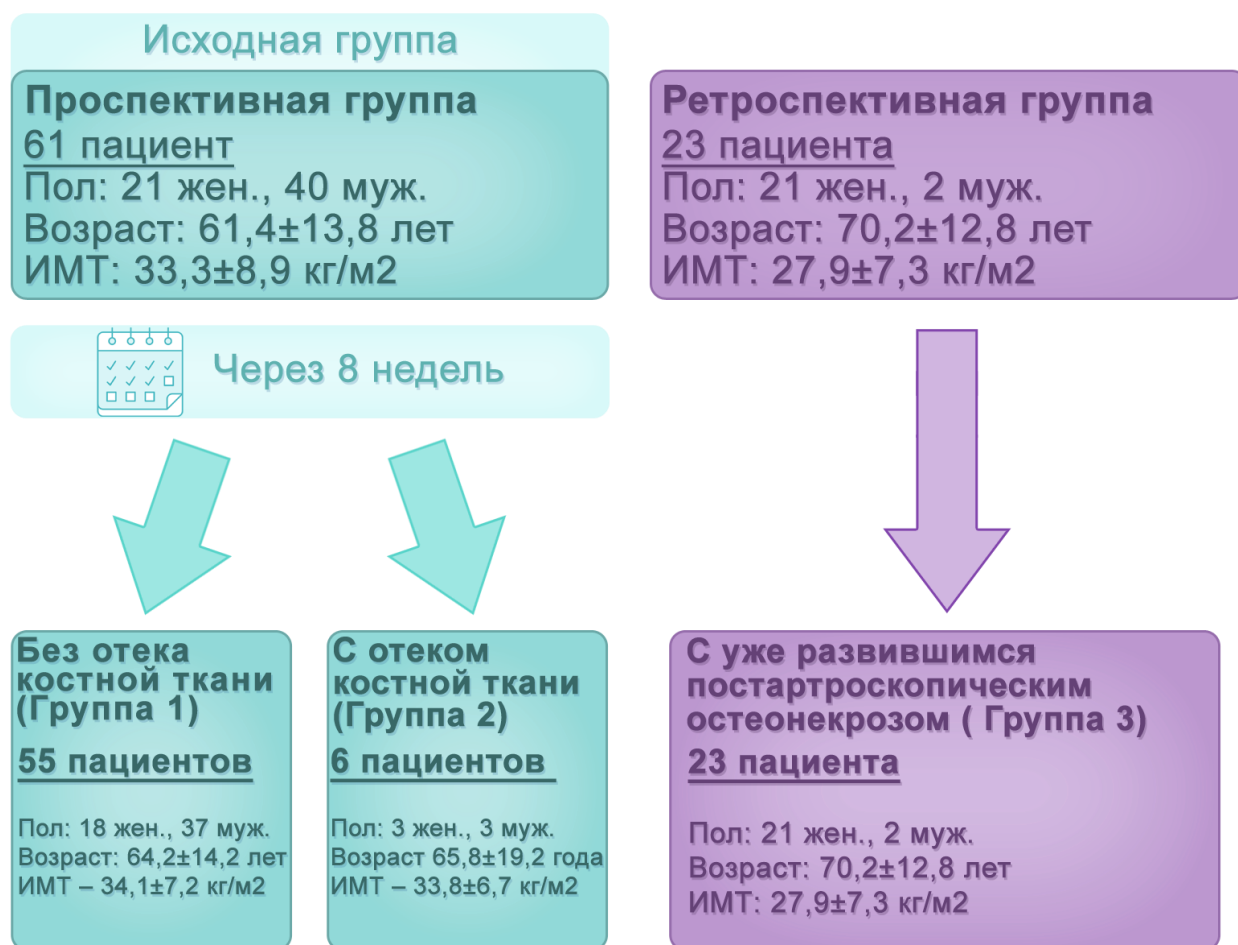 Исходная группа
Проспективная группа
61 пациент
Пол: 21 жен., 40 муж.
Возраст: 61,4±13,8 лет
ИМТ: 33,3±8,9 кг/м2
Ретроспективная группа
23 пациента
Пол: 21 жен., 2 муж.
Возраст: 70,2±12,8 лет
ИМТ: 27,9±7,3 кг/м2
Через 8 недель
Без отека
костной ткани
(Группа 1)
55 пациентов
Пол: 18 жен., 37 муж.
Возраст: 64,2±14,2 лет
ИМТ – 34,1±7,2 кг/м2
С отеком
костной ткани
(Группа 2)
6 пациентов
Пол: 3 жен., 3 муж.
Возраст 65,8±19,2 года
ИМТ – 33,8±6,7 кг/м2
С уже развившимся
постартроскопическим
остеонекрозом ( Группа 3)
23 пациента
Пол: 21 жен., 2 муж.
Возраст: 70,2±12,8 лет
ИМТ: 27,9±7,3 кг/м2